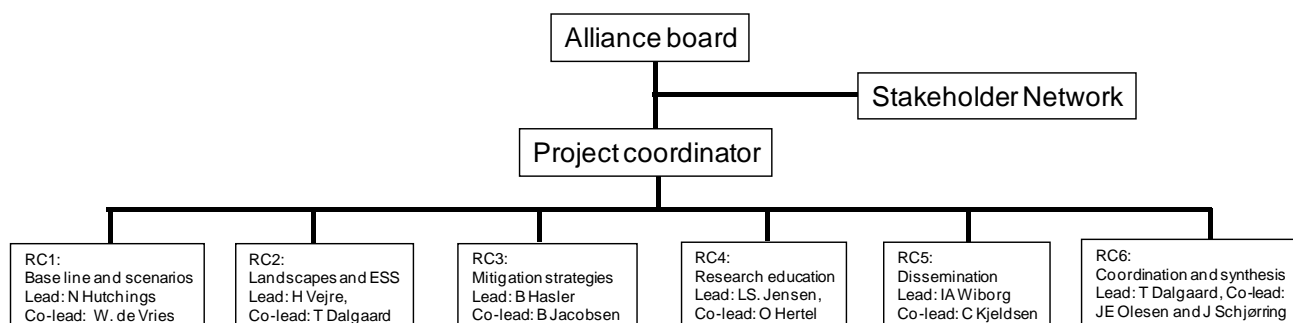 Alliance board
Stakeholder Network
Project coordinator
RC1:
Base line and scenarios
Lead: N Hutchings
Co-lead: W. de Vries
RC2:
Landscapes and ESS
Lead: H Vejre,
Co-lead: T Dalgaard
RC3:
Mitigation strategies
Lead: B Hasler
Co-lead: B Jacobsen
RC4:
Research education
Lead: LS. Jensen,
Co-lead: O Hertel
RC5:
Dissemination
Lead: IA Wiborg
Co-lead: C Kjeldsen
RC6:
Coordination and synthesis
Lead: T Dalgaard, Co-lead:
JE Olesen and J Schjørring